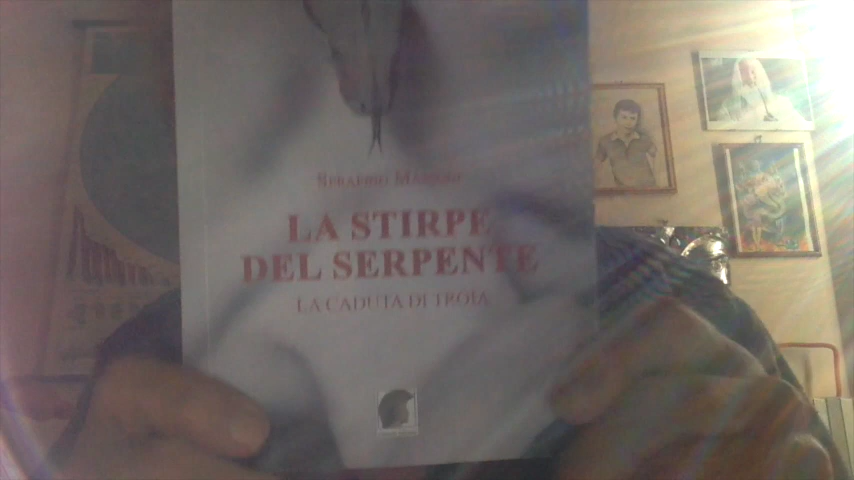 LA STIRPE
DEL SERPENTE
LA CADUTA DI TROIA